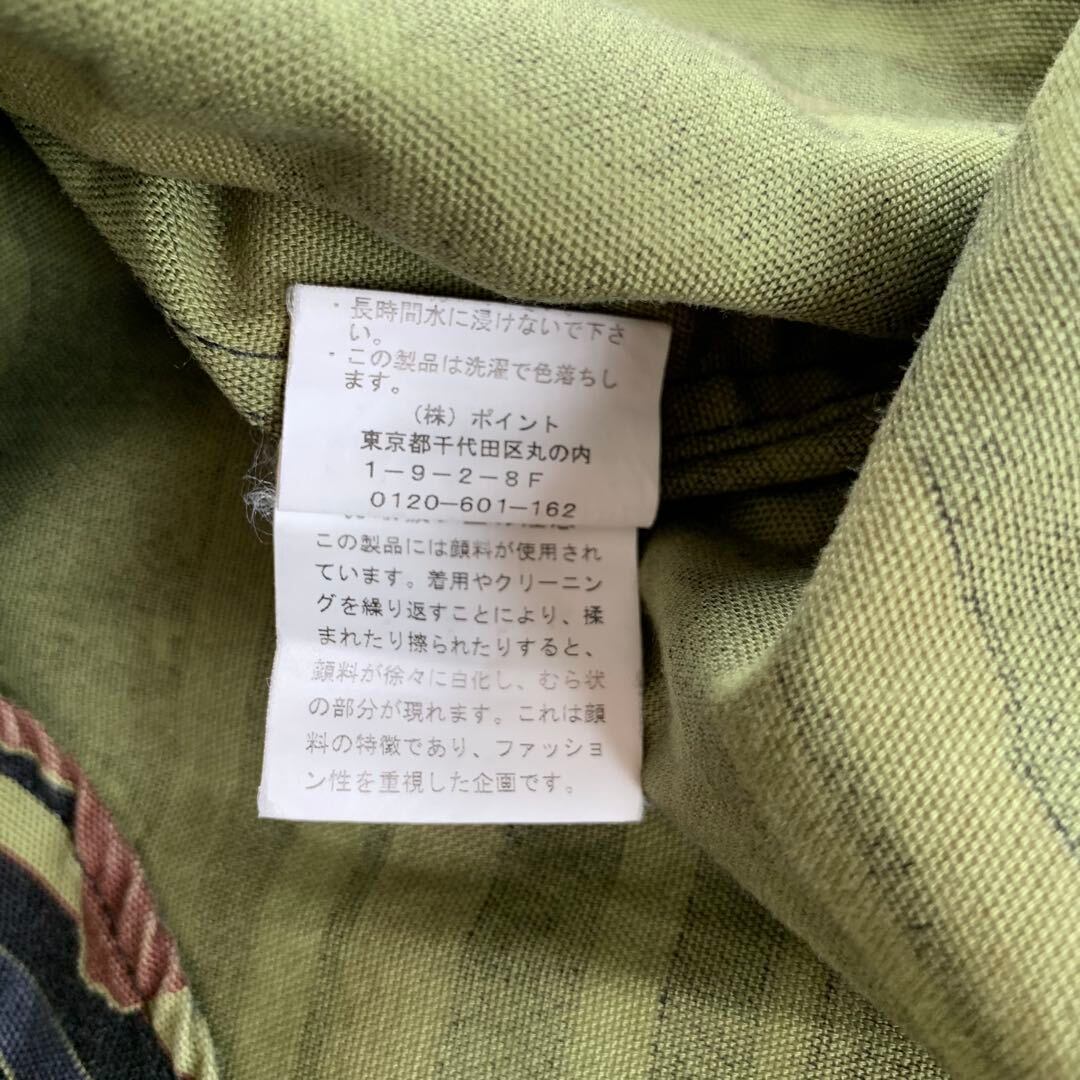 ・長時間水に浸けないで下さ
い。
・この製品は洗濯で色落ちし
ます。
（株）ポイント
東京都千代田区丸の内
1－9－2－8F
0120－601－162
この製品には顔料が使用され
ています。着用やクリーニン
グを繰り返すことにより、揉
まれたり擦られたりすると、
顔料が徐々に白化し、むら状
の部分が現れます。これは顔
料の特徴であり、ファッショ
ン性を重視した企画です。